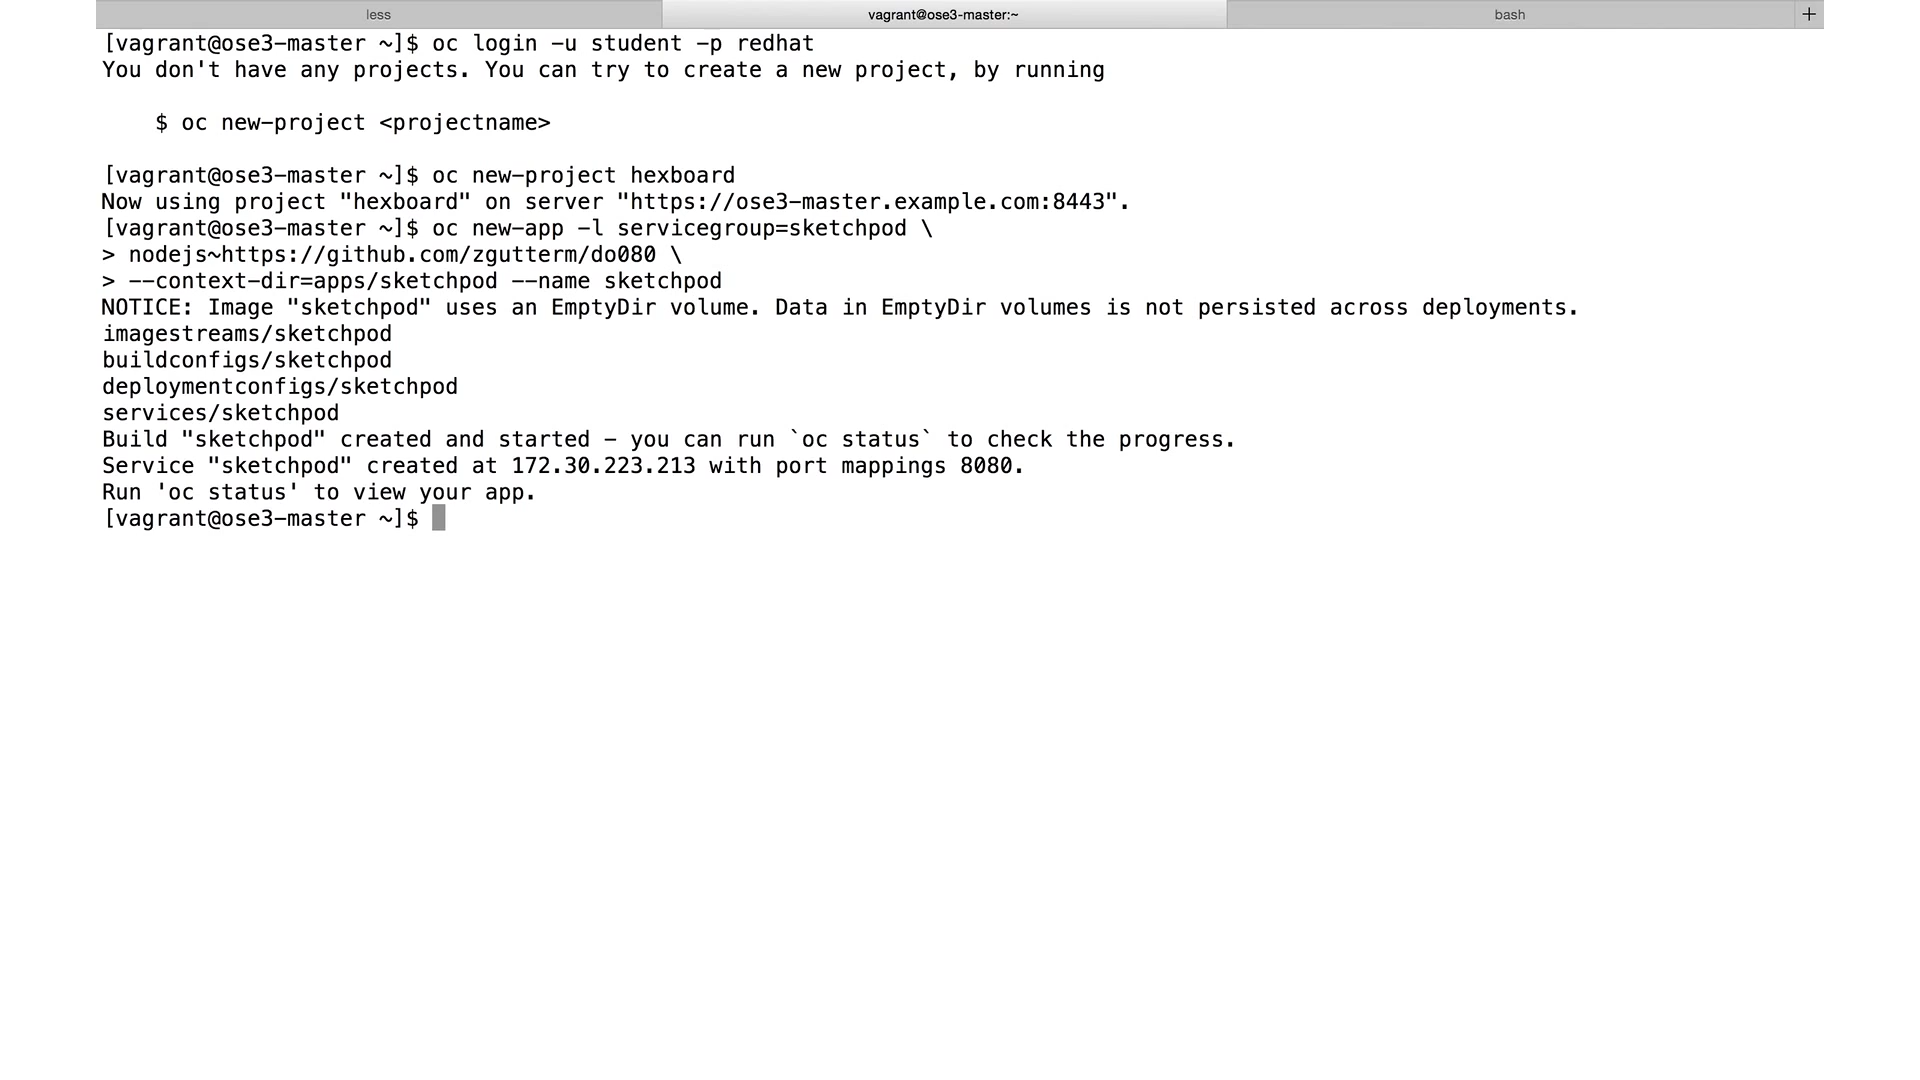 less
vagrant@ose3-master:~
bash
+
[vagrant@ose3-master ~]$ oc login -u student -p redhat
You don't have any projects. You can try to create a new project, by running
    $ oc new-project <projectname>
[vagrant@ose3-master ~]$ oc new-project hexboard
Now using project "hexboard" on server "https://ose3-master.example.com:8443".
[vagrant@ose3-master ~]$ oc new-app -l servicegroup=sketchpod \
> nodejs~https://github.com/zgutterm/do080 \
> --context-dir=apps/sketchpod --name sketchpod
NOTICE: Image "sketchpod" uses an EmptyDir volume. Data in EmptyDir volumes is not persisted across deployments.
imagestreams/sketchpod
buildconfigs/sketchpod
deploymentconfigs/sketchpod
services/sketchpod
Build "sketchpod" created and started - you can run `oc status` to check the progress.
Service "sketchpod" created at 172.30.223.213 with port mappings 8080.
Run 'oc status' to view your app.
[vagrant@ose3-master ~]$